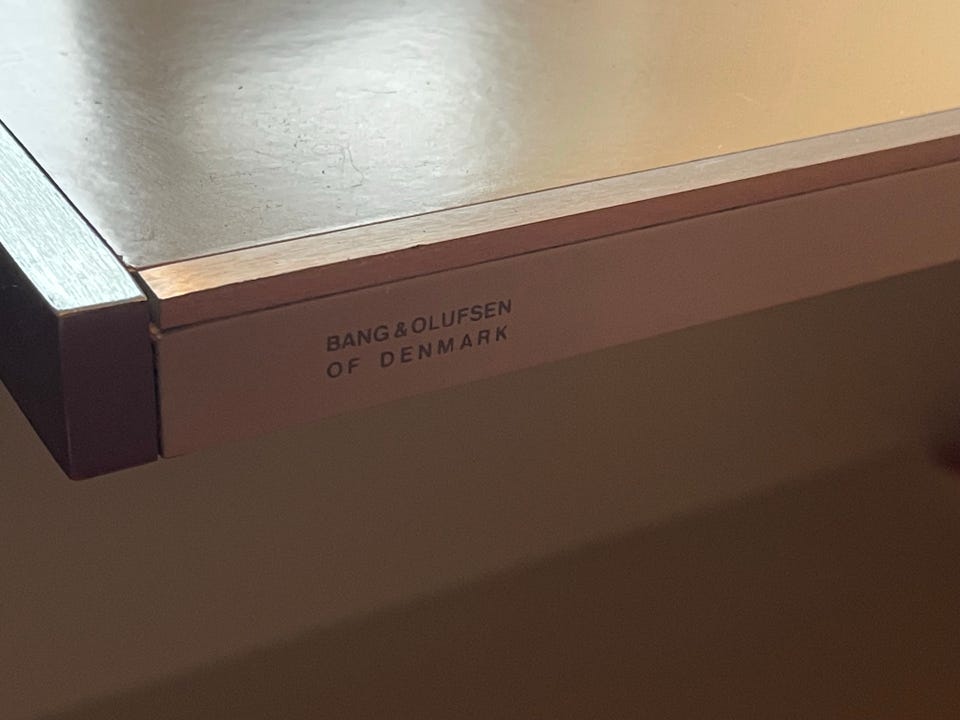 BANG & OLUFSEN
OF DENMARK